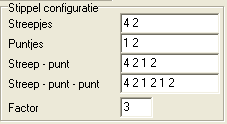 Stippel configuratie
Streepjes 4 2
Puntjes 1 2
Streep - punt 4 2 1 2
Streep - punt - punt 4 2 1 2 1 2
Factor 3